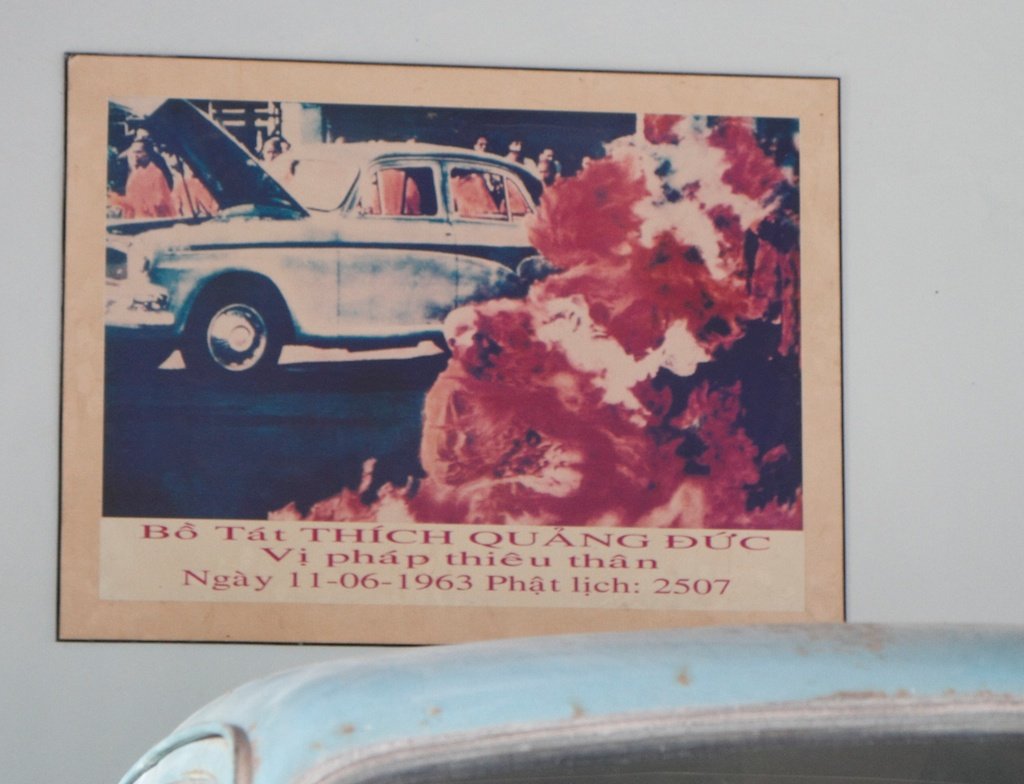 Bồ Tát THÍCH QUẢNG ĐỨC
Vị pháp thiêu thân
Ngày 11-06-1963 Phật lịch: 2507